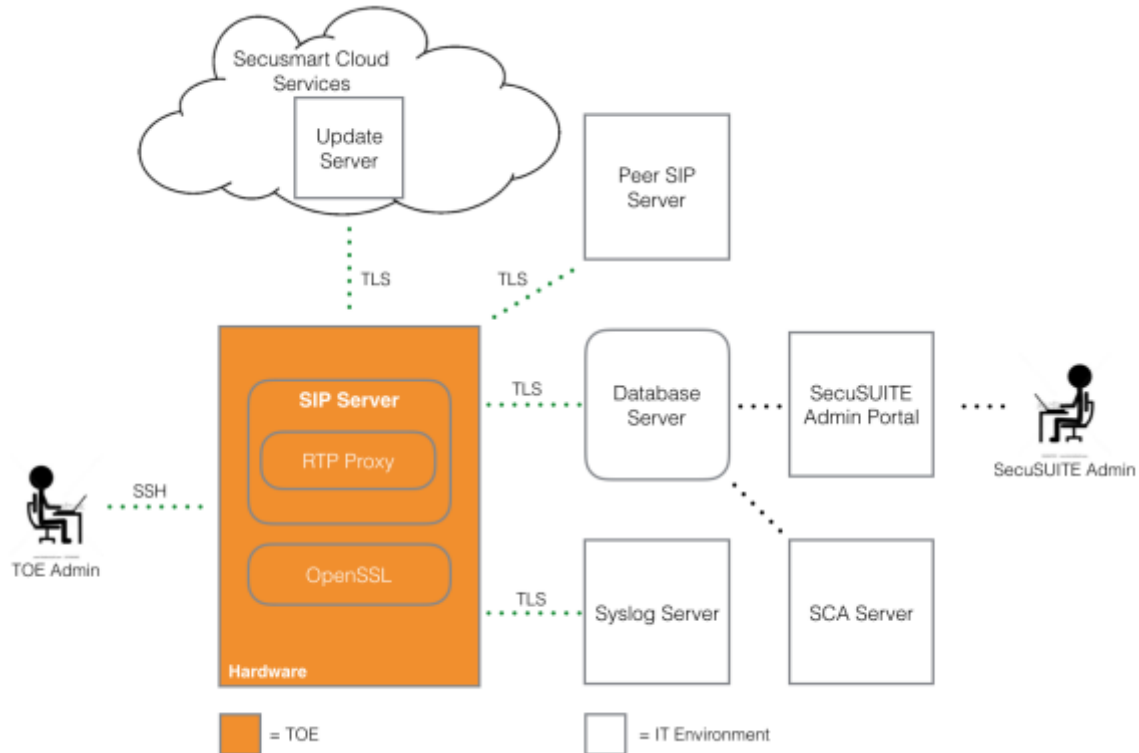 Secusmart Cloud
Services
Update
Server
Peer SIP
Server
TLS
TLS
SIP Server
RTP Proxy
TLS
Database
Server
SecuSUITE
Admin Portal
SecuSUITE Admin
SSH
TOE Admin
OpenSSL
TLS
Syslog Server
SCA Server
Hardware
= TOE
= IT Environment